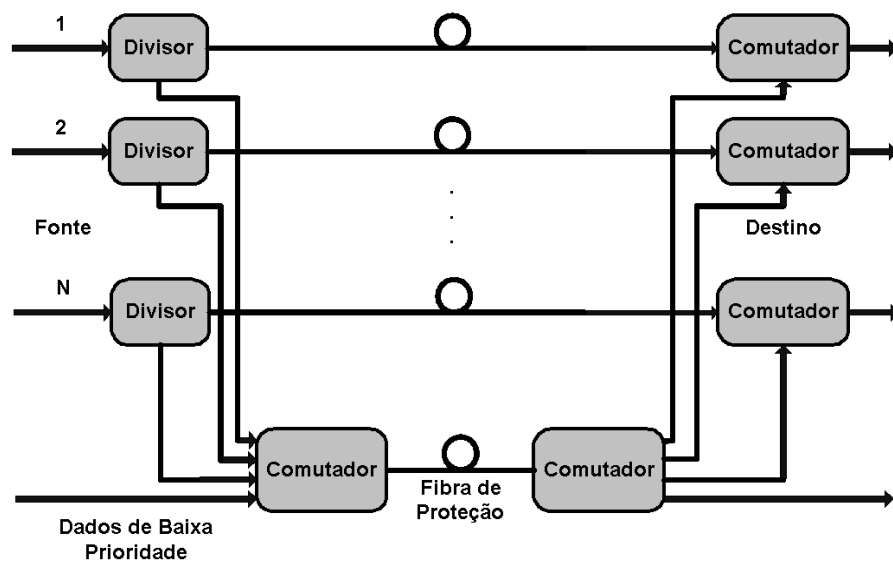 1
Divisor
Comutador
2
Divisor
Comutador
Fonte
Destino
N
Divisor
Comutador
Comutador
Comutador
Fibra de
Proteção
Dados de Baixa
Prioridade